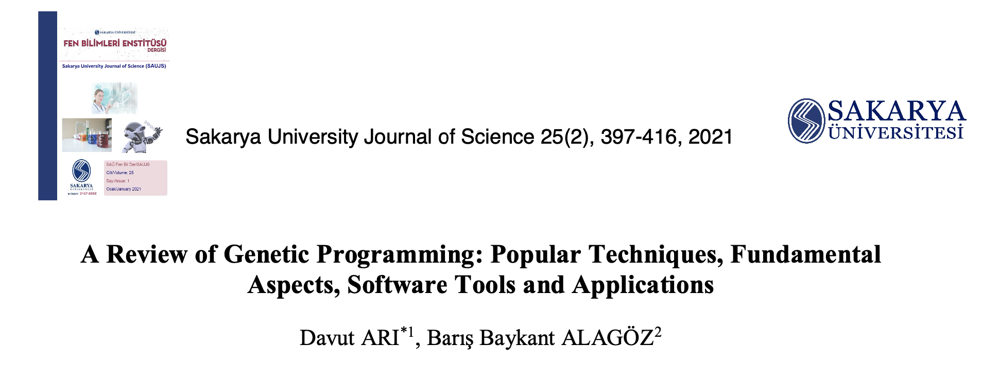 SAKARYA ÜNİVERSİTESİ
FEN BİLİMLERİ ENSTİTÜSÜ
DERGİSİ
Sakarya University Journal of Science (SAUJS)
SAKARYA
ÜNİVERSİTESİ
e-issn: 2147-835X
SAÜ Fen Bil Der/SAUJS
Cilt/Volume: 25
Sayı/Issue: 1
Ocak/January 2021
Sakarya University Journal of Science 25(2), 397-416, 2021
SAKARYA
ÜNİVERSİTESİ
A Review of Genetic Programming: Popular Techniques, Fundamental
Aspects, Software Tools and Applications
Davut ARI*1, Barış Baykant ALAGÖZ2